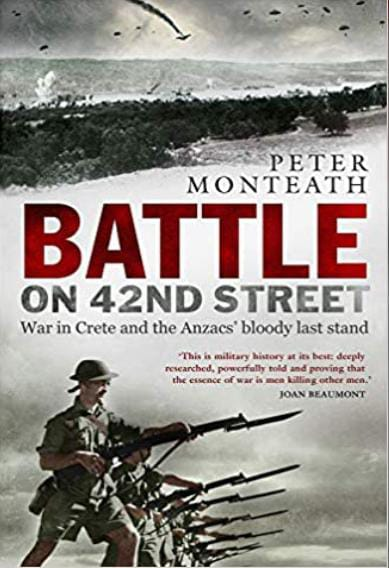 PETER
MONTEATH
BATTLE
ON 42ND STREET
War in Crete and the Anzacs' bloody last stand
'This is military history at its best: deeply
researched, powerfully told and proving that
the essence of war is men killing other men.'
JOAN BEAUMONT